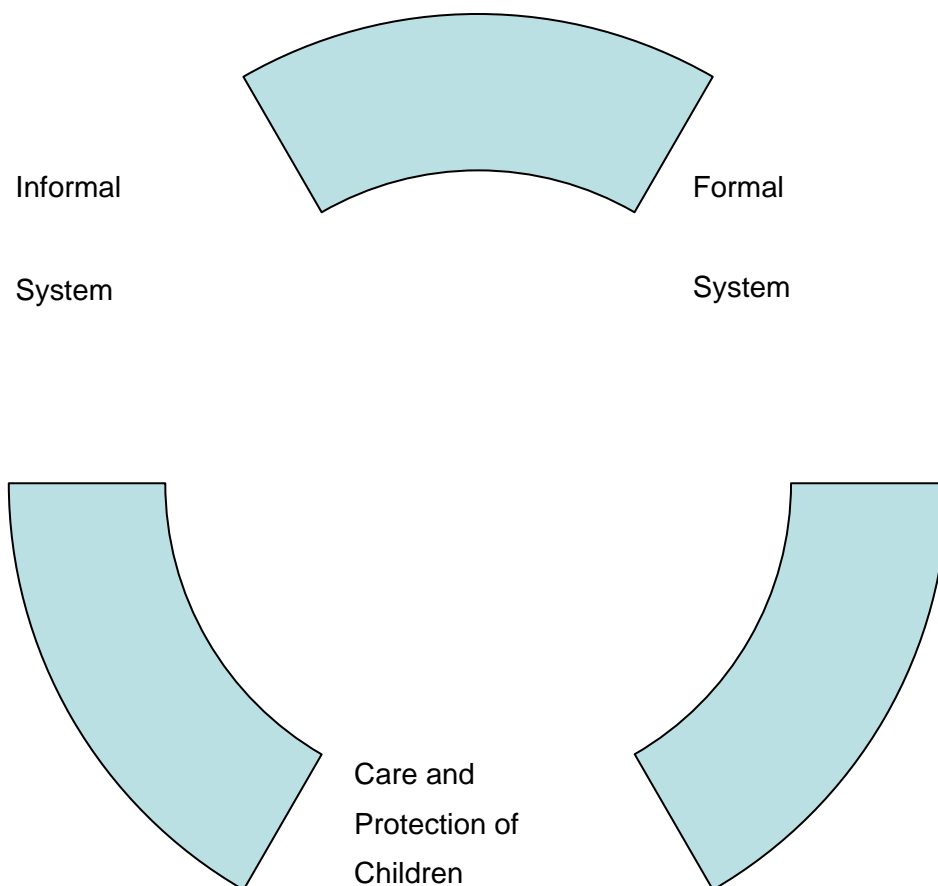 Informal
System
Formal
System
Care and
Protection of
Children